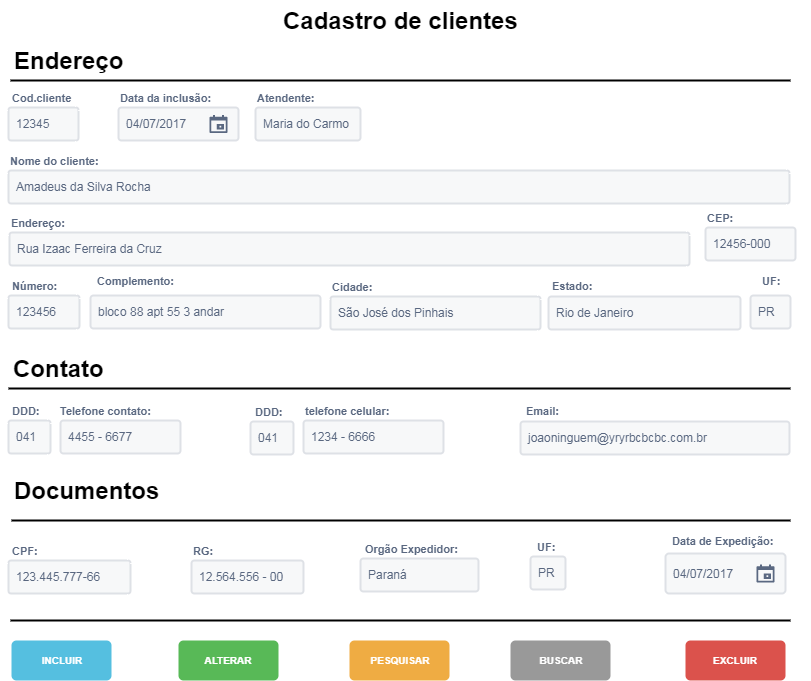 Cadastro de clientes
Endereço
Cod.cliente Data da inclusão: Atendente:
12345 04/07/2017 Maria do Carmo
Nome do cliente:
Amadeus da Silva Rocha
Endereço: CEP:
Rua Izaac Ferreira da Cruz 12456-000
Número: Complemento: Cidade: Estado: UF:
123456 bloco 88 apt 55 3 andar São José dos Pinhais Rio de Janeiro PR
Contato
DDD: Telefone contato: DDD: telefone celular: Email:
041 4455 - 6677 041 1234 - 6666 joaoninguem@yryrbcbcbc.com.br
Documentos
CPF: RG: Orgão Expedidor: UF: Data de Expedição:
123.445.777-66 12.564.556 - 00 Paraná PR 04/07/2017
INCLUIR ALTERAR PESQUISAR BUSCAR EXCLUIR